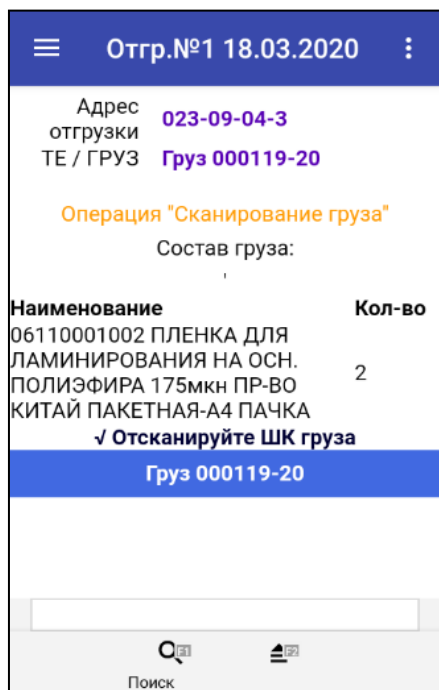 Отгр.№1 18.03.2020
Адрес отгрузки 023-09-04-3
ТЕ / ГРУЗ Груз 000119-20
Операция "Сканирование груза"
Состав груза:
'
Наименование Кол-во
06110001002 ПЛЕНКА ДЛЯ
ЛАМИНИРОВАНИЯ НА ОСН.
ПОЛИЭФИРА 175мкн ПР-ВО
КИТАЙ ПАКЕТНАЯ-А4 ПАЧКА
2
√ Отсканируйте ШК груза
Груз 000119-20
F1 F2
Поиск